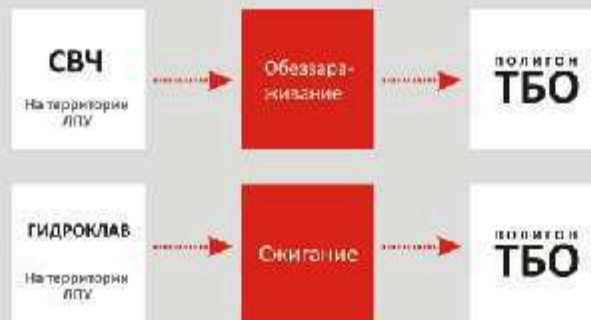 СВЧ
На территории
ЛПУ
Обеззара-
живание
ПОЛИГОН
ТБО
ГИДРОКЛАВ
На территории
ЛПУ
Сжигание
ПОЛИГОН
ТБО